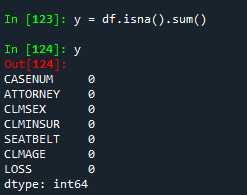 In [123]: y = df.isna().sum()
In [124]: y
Out[124]:
CASENUM 0
ATTORNEY 0
CLMSEX 0
CLMINSUR 0
SEATBELT 0
CLMAGE 0
LOSS 0
dtype: int64